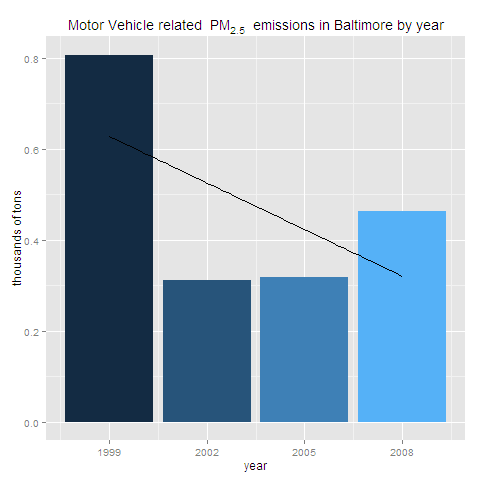 Motor Vehicle related PM2.5 emissions in Baltimore by year
0.8
0.6
0.4
0.2
0.0
thousands of tons
1999 2002 2005 2008
year